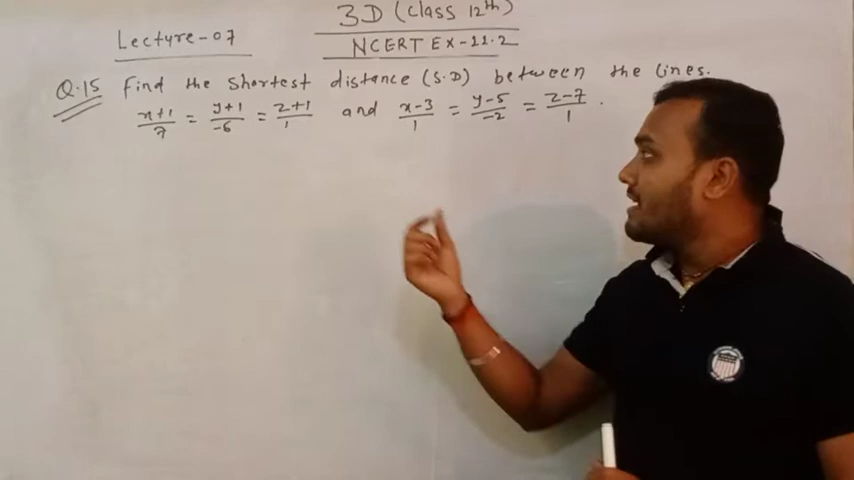 3D (Class 12th)
Lecture-07
NCERT EX-11.2
Q.15 Find the Shortest distance (S.D) between the lines.
x+1/7 = y+1/-6 = z+1/1 and x-3/1 = y-5/-2 = z-7/1 .